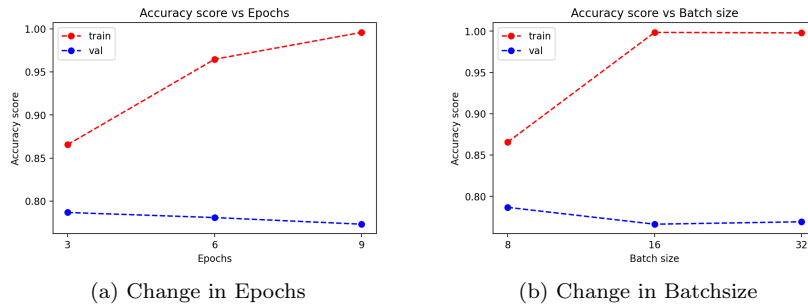 Accuracy score vs Epochs
train
val
1.00
0.95
0.90
0.85
0.80
Accuracy score
3
6
9
Epochs
(a) Change in Epochs
Accuracy score vs Batch size
train
val
1.00
0.95
0.90
0.85
0.80
Accuracy score
8
16
32
Batch size
(b) Change in Batchsize